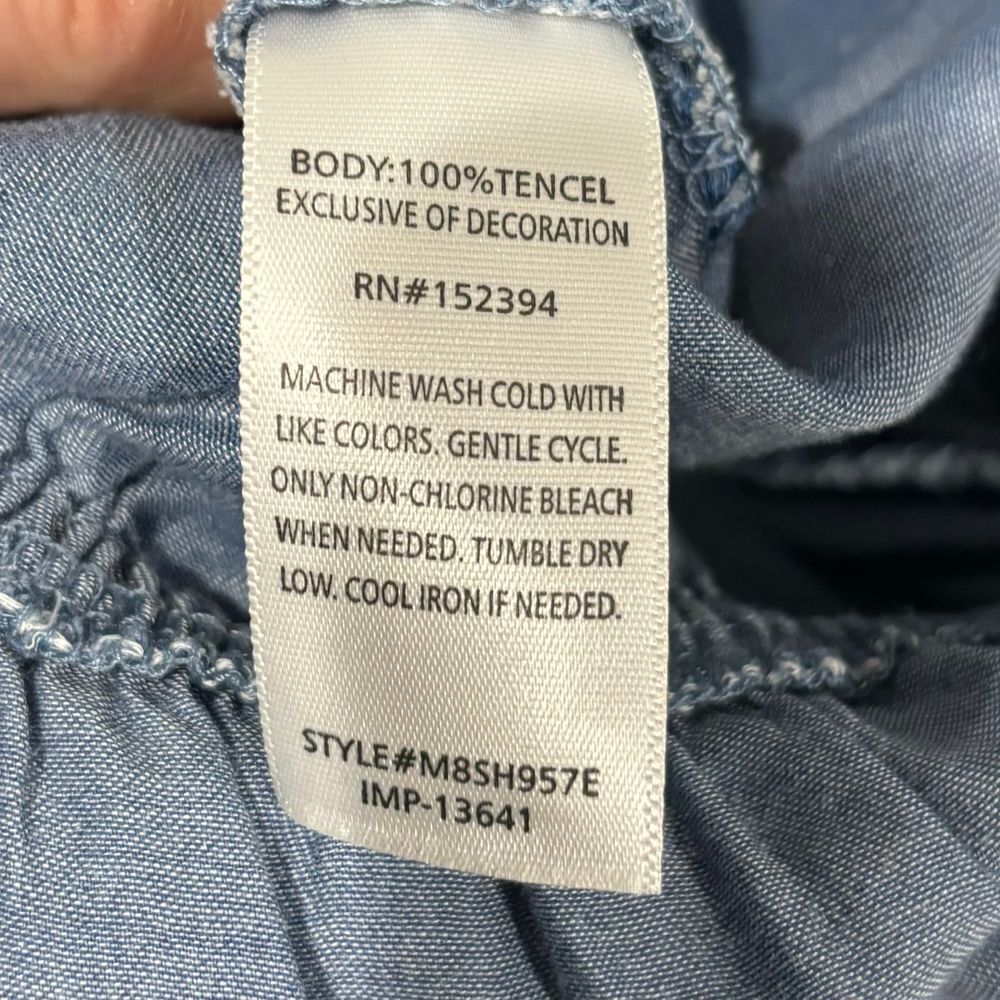 BODY:100%TENCEL
EXCLUSIVE OF DECORATION
RN#152394
MACHINE WASH COLD WITH
LIKE COLORS. GENTLE CYCLE.
ONLY NON-CHLORINE BLEACH
WHEN NEEDED. TUMBLE DRY
LOW. COOL IRON IF NEEDED.
STYLE#M8SH957E
IMP-13641